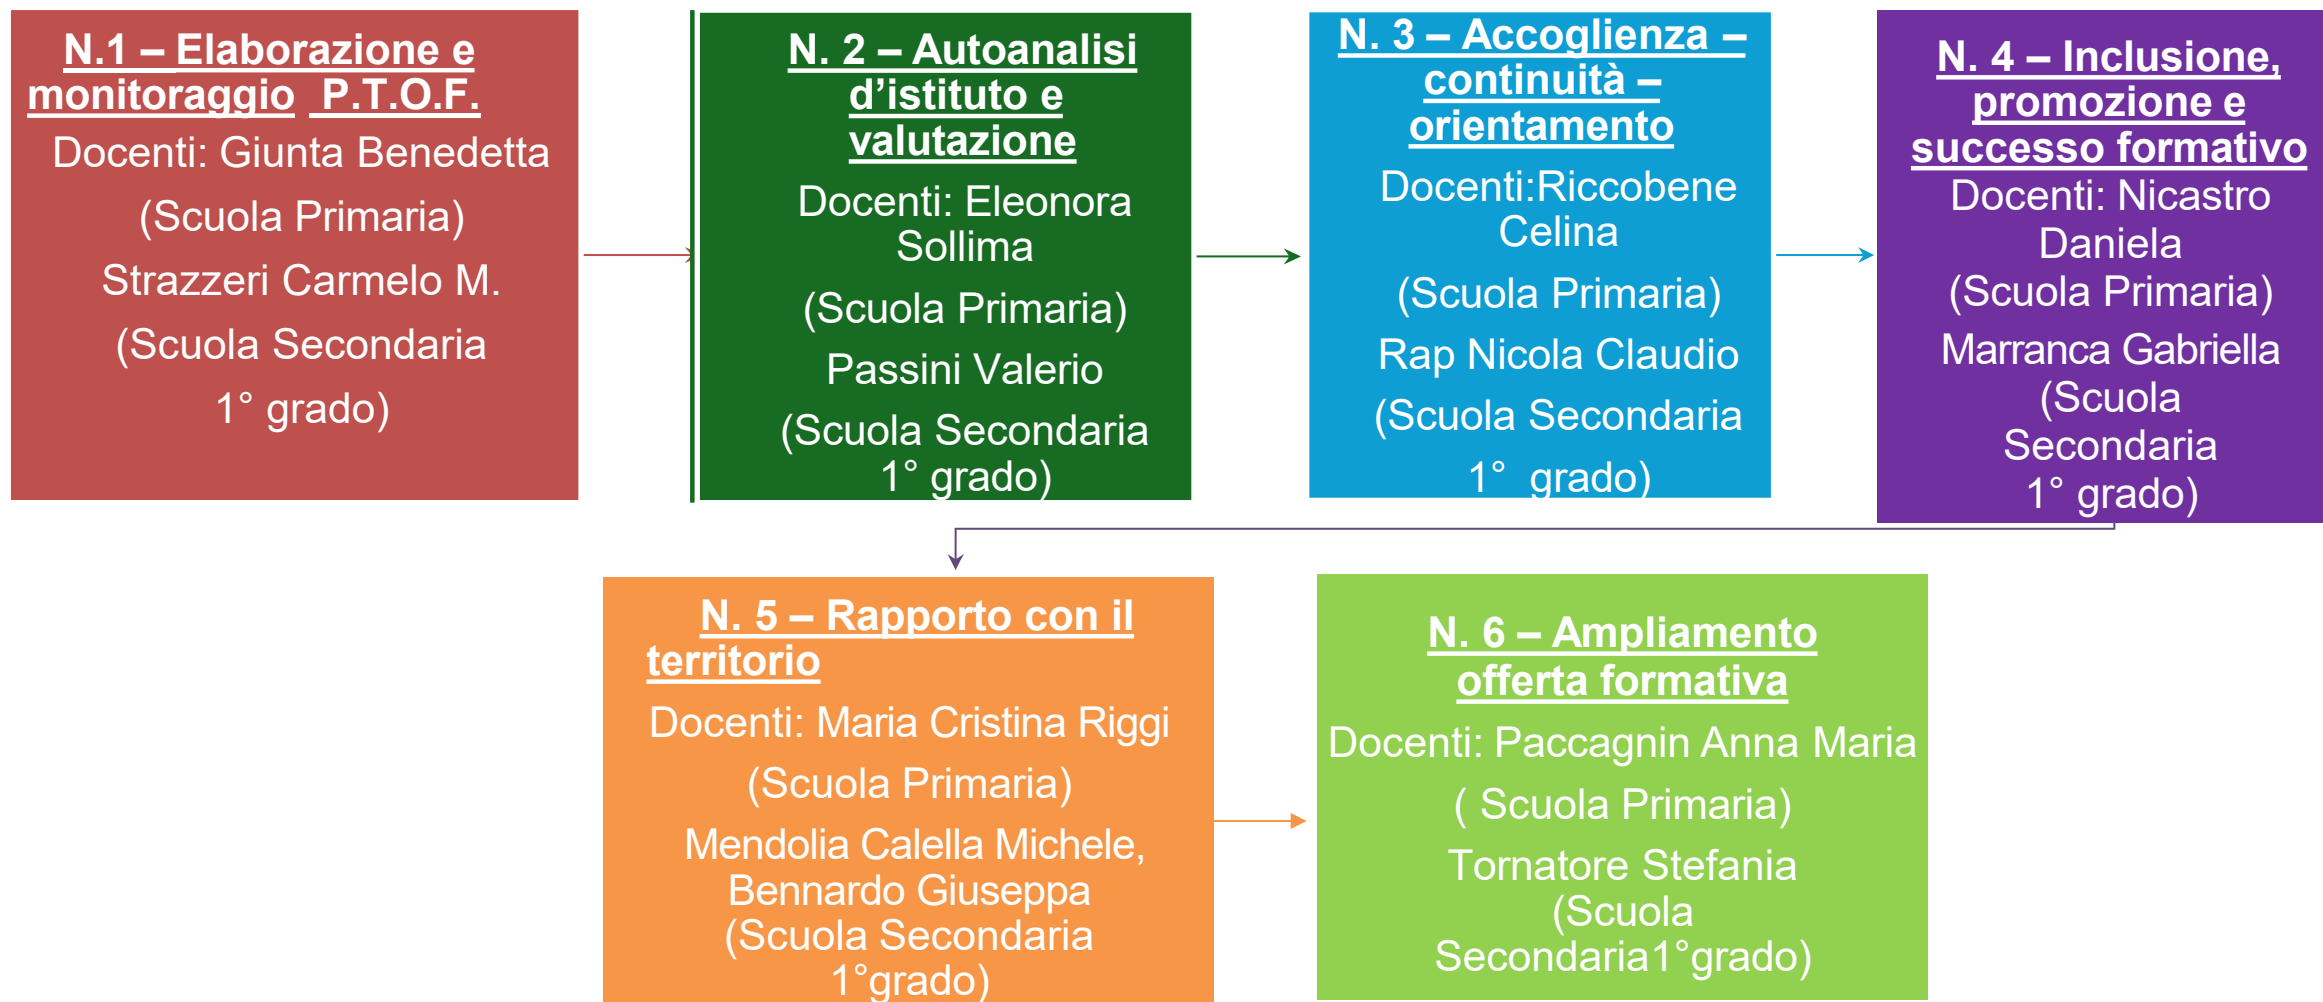 N.1 – Elaborazione e
monitoraggio P.T.O.F.
Docenti: Giunta Benedetta
(Scuola Primaria)
Strazzeri Carmelo M.
(Scuola Secondaria
1° grado)
N. 2 – Autoanalisi
d’istituto e
valutazione
Docenti: Eleonora
Sollima
(Scuola Primaria)
Passini Valerio
(Scuola Secondaria
1° grado)
N. 3 – Accoglienza –
continuità –
orientamento
Docenti:Riccobene
Celina
(Scuola Primaria)
Rap Nicola Claudio
(Scuola Secondaria
1° grado)
N. 4 – Inclusione,
promozione e
successo formativo
Docenti: Nicastro
Daniela
(Scuola Primaria)
Marranca Gabriella
(Scuola
Secondaria
1° grado)
N. 5 – Rapporto con il
territorio
Docenti: Maria Cristina Riggi
(Scuola Primaria)
Mendolia Calella Michele,
Bennardo Giuseppa
(Scuola Secondaria
1°grado)
N. 6 – Ampliamento
offerta formativa
Docenti: Paccagnin Anna Maria
( Scuola Primaria)
Tornatore Stefania
(Scuola
Secondaria1°grado)